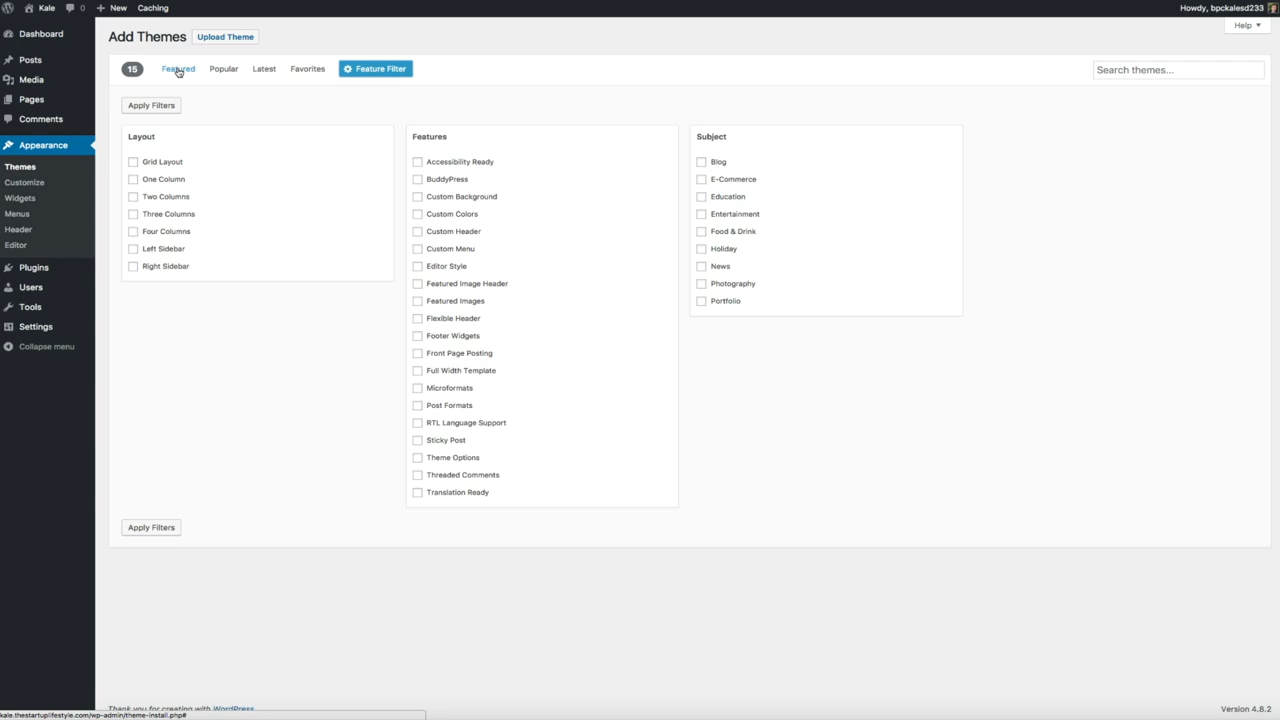 Kale 0 + New Caching Howdy, bpckalesd233
Help
Dashboard
Posts
Media
Pages
Comments
Appearance
Themes
Customize
Widgets
Menus
Header
Editor
Plugins
Users
Tools
Settings
Collapse menu
Add Themes Upload Theme
15 Featured Popular Latest Favorites Feature Filter Search themes...
Apply Filters
Layout
Grid Layout
One Column
Two Columns
Three Columns
Four Columns
Left Sidebar
Right Sidebar
Features
Accessibility Ready
BuddyPress
Custom Background
Custom Colors
Custom Header
Custom Menu
Editor Style
Featured Image Header
Featured Images
Flexible Header
Footer Widgets
Front Page Posting
Full Width Template
Microformats
Post Formats
RTL Language Support
Sticky Post
Theme Options
Threaded Comments
Translation Ready
Subject
Blog
E-Commerce
Education
Entertainment
Food & Drink
Holiday
News
Photography
Portfolio
Apply Filters
Thank you for creating with WordPress. Version 4.8.2
kale.thestartuplifestyle.com/wp-admin/theme-install.php#